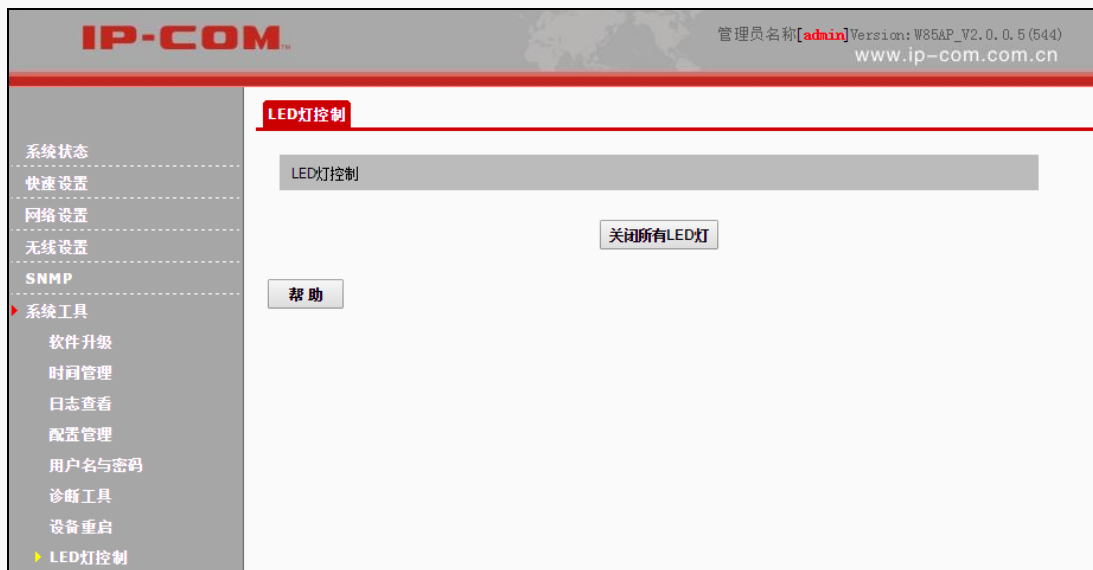 IP-COM
管理员名称[admin]Version: W85AP_V2.0.0.5(544)
www.ip-com.com.cn
LED灯控制
系统状态
快速设置
网络设置
无线设置
SNMP
系统工具
软件升级
时间管理
日志查看
配置管理
用户名与密码
诊断工具
设备重启
LED灯控制
LED灯控制
关闭所有LED灯
帮 助